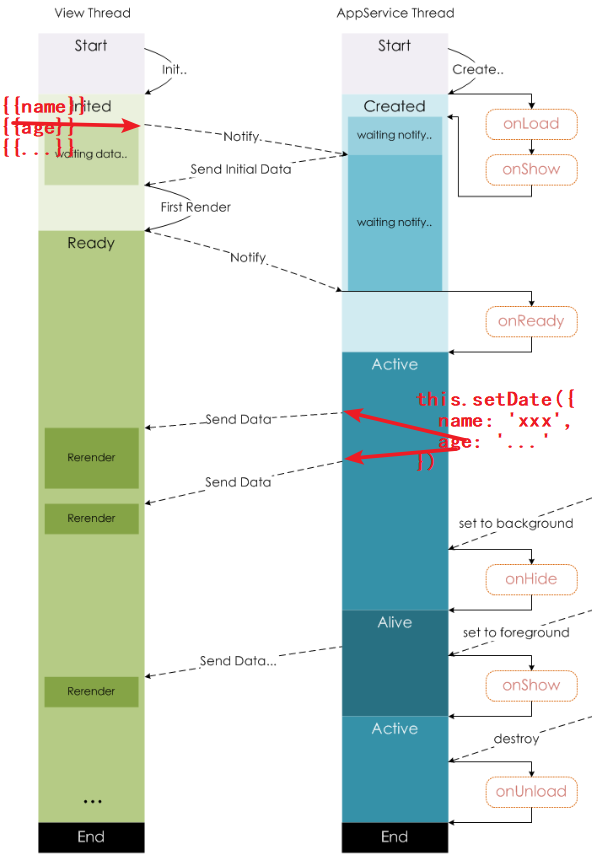 View Thread
AppService Thread
Start
Start
Init..
Create..
{{name}}
Inited
Created
onLoad
{{age}}
waiting notify..
Notify
{{...}}
waiting data..
Send Initial Data
onShow
First Render
waiting notify..
Ready
Notify
onReady
Active
this.setDate({
name: 'xxx',
Send Data
age: '...'
Rerender
})
Send Data
Rerender
set to background
onHide
Alive
set to foreground
Send Data...
onShow
Rerender
Active
destroy
onUnload
...
End
End